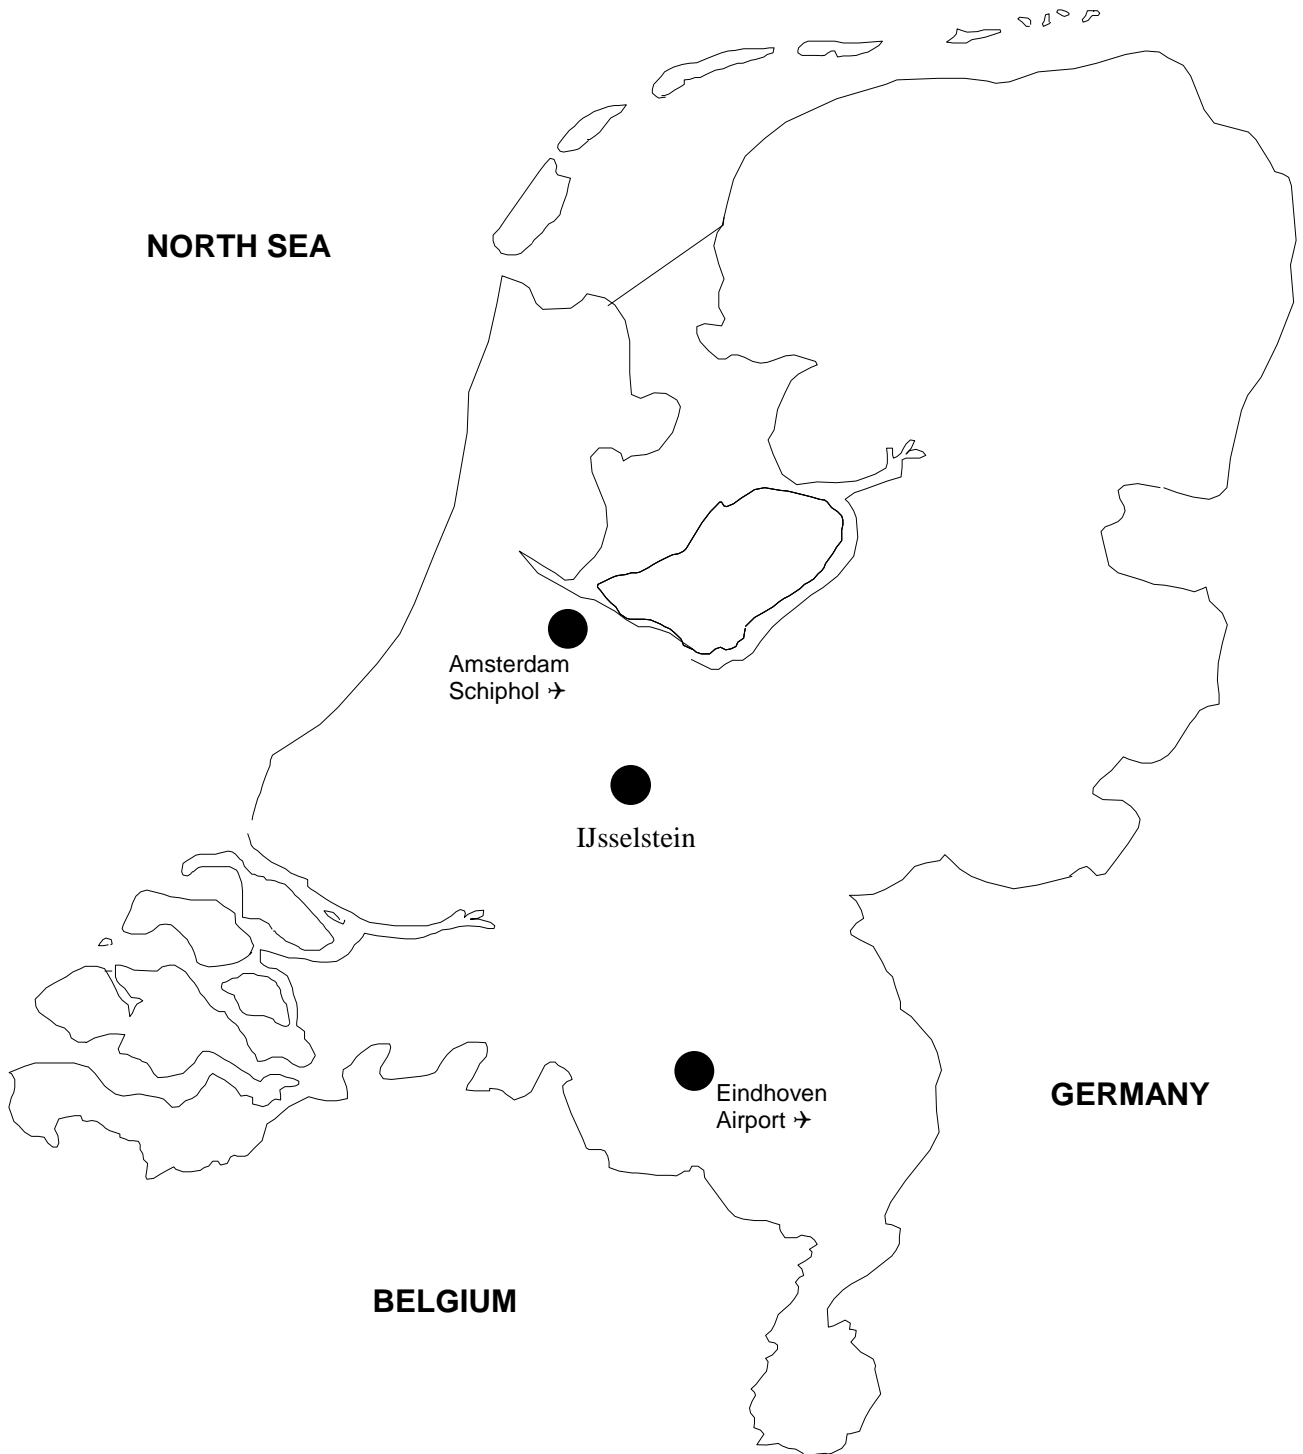 NORTH SEA
Amsterdam
Schiphol ✈
IJsselstein
Eindhoven
Airport ✈
GERMANY
BELGIUM